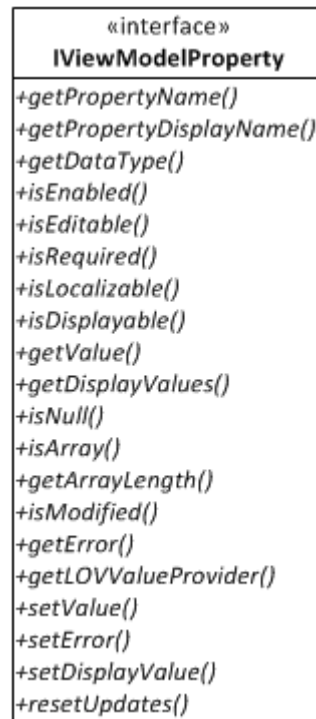 «interface»
IViewModelProperty
+getPropertyName()
+getPropertyDisplayName()
+getDataType()
+isEnabled()
+isEditable()
+isRequired()
+isLocalizable()
+isDisplayable()
+getValue()
+getDisplayValues()
+isNull()
+isArray()
+getArrayLength()
+isModified()
+getError()
+getLOVValueProvider()
+setValue()
+setError()
+setDisplayValue()
+resetUpdates()